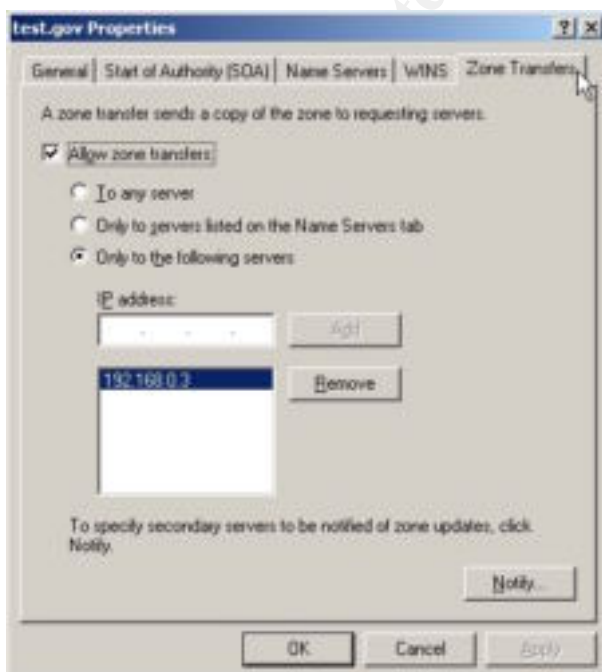 test.gov Properties
General
Start of Authority (SOA)
Name Servers
WINS
Zone Transfers
A zone transfer sends a copy of the zone to requesting servers.
Allow zone transfers:
To any server
Only to servers listed on the Name Servers tab
Only to the following servers
IP address:
Add
192.168.0.3
Remove
To specify secondary servers to be notified of zone updates, click
Notify.
Notify...
OK
Cancel
Apply